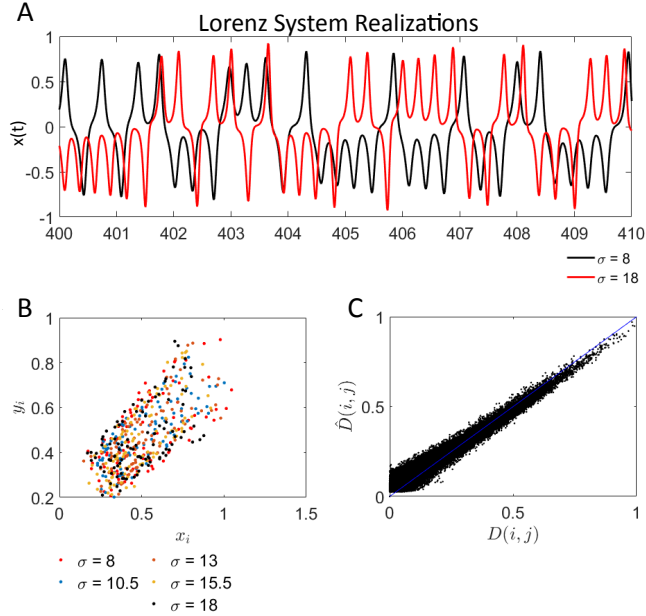 A
Lorenz System Realizations
1
0.5
0
-0.5
-1
x(t)
400 401 402 403 404 405 406 407 408 409 410
σ = 8
σ = 18
B
1
0.8
0.6
0.4
0.2
y_i
0 0.5 1 1.5
x_i
σ = 8
σ = 10.5
σ = 13
σ = 15.5
σ = 18
C
1
0.5
0
D̂(i, j)
0 0.5 1
D(i, j)